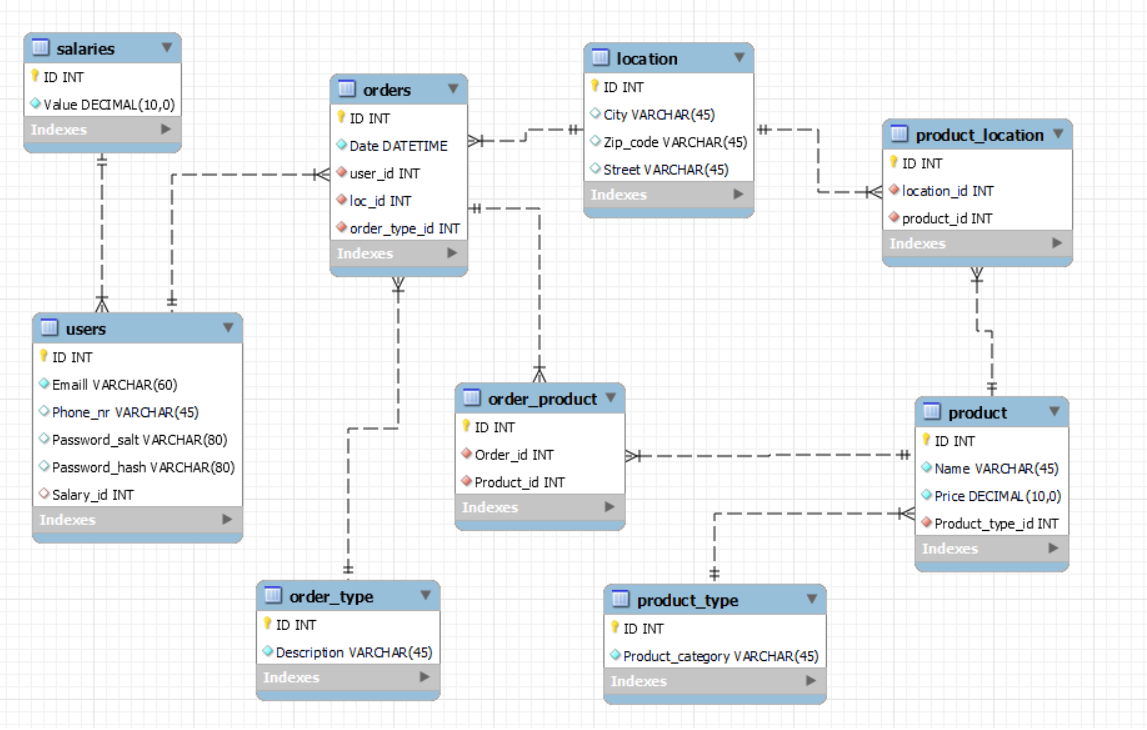 salaries
ID INT
Value DECIMAL(10,0)
Indexes
orders
ID INT
Date DATETIME
user_id INT
loc_id INT
order_type_id INT
Indexes
location
ID INT
City VARCHAR(45)
Zip_code VARCHAR(45)
Street VARCHAR(45)
Indexes
product_location
ID INT
location_id INT
product_id INT
Indexes
users
ID INT
Emaill VARCHAR(60)
Phone_nr VARCHAR(45)
Password_salt VARCHAR(80)
Password_hash VARCHAR(80)
Salary_id INT
Indexes
order_product
ID INT
Order_id INT
Product_id INT
Indexes
product
ID INT
Name VARCHAR(45)
Price DECIMAL(10,0)
Product_type_id INT
Indexes
order_type
ID INT
Description VARCHAR(45)
Indexes
product_type
ID INT
Product_category VARCHAR(45)
Indexes